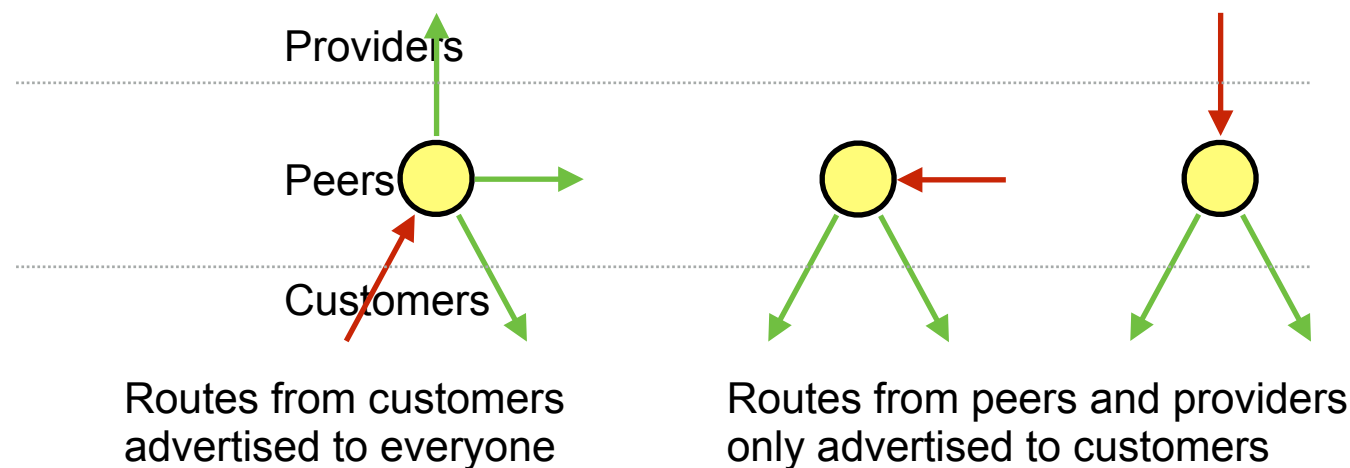 Providers
Peers
Customers
Routes from customers
advertised to everyone
Routes from peers and providers
only advertised to customers